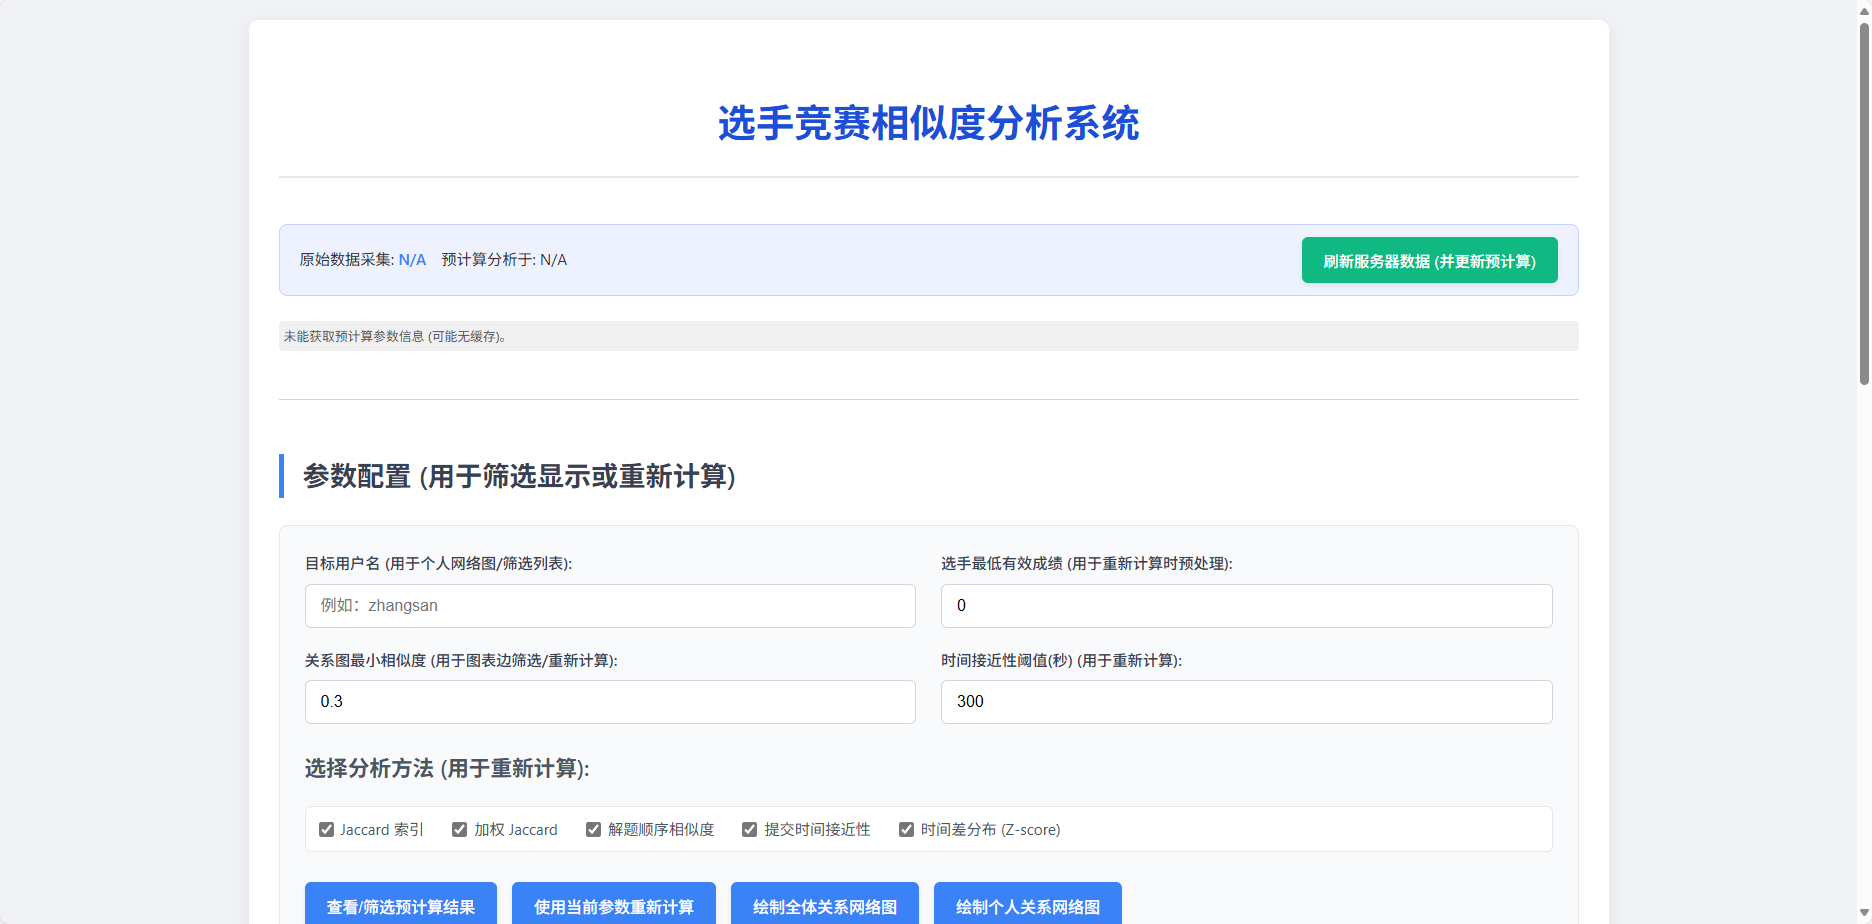 选手竞赛相似度分析系统
原始数据采集: N/A 预计算分析于: N/A
刷新服务器数据 (并更新预计算)
未能获取预计算参数信息 (可能无缓存)。
参数配置 (用于筛选显示或重新计算)
目标用户名 (用于个人网络图/筛选列表):
例如：zhangsan
选手最低有效成绩 (用于重新计算时预处理):
0
关系图最小相似度 (用于图表边筛选/重新计算):
0.3
时间接近性阈值(秒) (用于重新计算):
300
选择分析方法 (用于重新计算):
Jaccard 索引 加权 Jaccard 解题顺序相似度 提交时间接近性 时间差分布 (Z-score)
查看/筛选预计算结果 使用当前参数重新计算 绘制全体关系网络图 绘制个人关系网络图